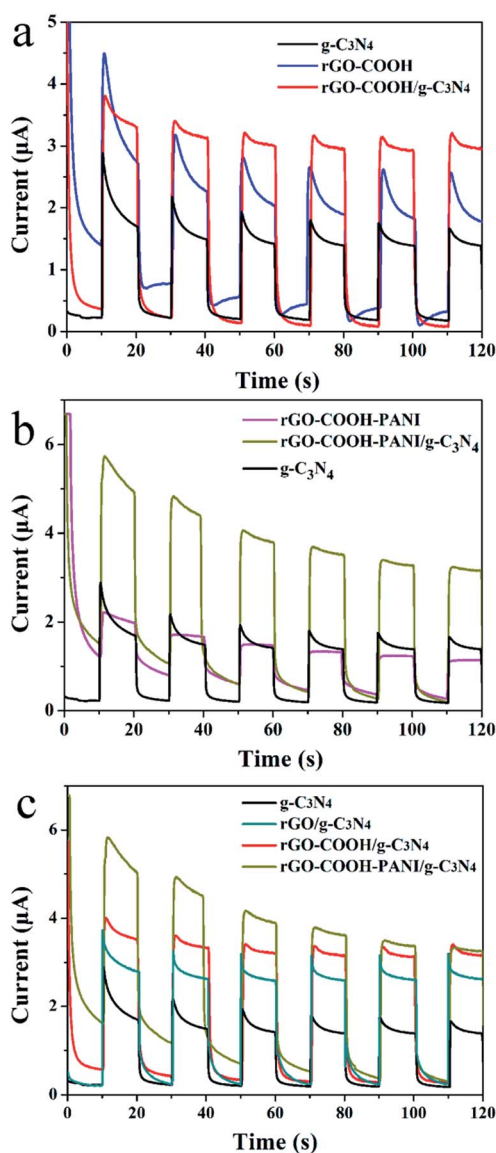 a
g-C₃N₄
rGO-COOH
rGO-COOH/g-C₃N₄
Current (μA)
5
4
3
2
1
0
0 20 40 60 80 100 120
Time (s)
b
rGO-COOH-PANI
rGO-COOH-PANI/g-C₃N₄
g-C₃N₄
Current (μA)
6
4
2
0
0 20 40 60 80 100 120
Time (s)
c
g-C₃N₄
rGO/g-C₃N₄
rGO-COOH/g-C₃N₄
rGO-COOH-PANI/g-C₃N₄
Current (μA)
6
4
2
0
0 20 40 60 80 100 120
Time (s)